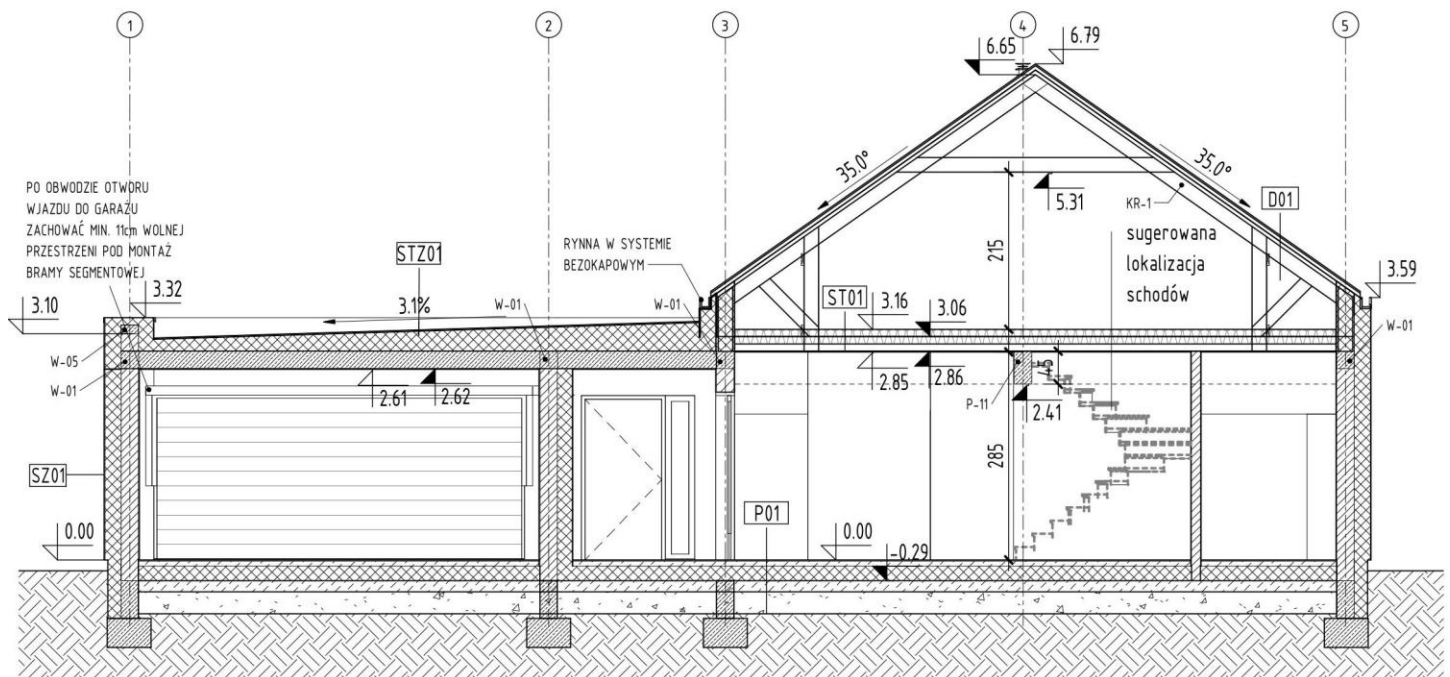 1
2
3
4
5
6.65
6.79
35.0°
35.0°
PO OBWODZIE OTWORU
WJAZDU DO GARAŻU
ZACHOWAĆ MIN. 11cm WOLNEJ
PRZESTRZENI POD MONTAŻ
BRAMY SEGMENTOWEJ
5.31
KR-1
D01
STZ01
RYNNA W SYSTEMIE
BEZOKAPOWYM
215
sugerowana
lokalizacja
schodów
3.10
3.32
3.1%
W-01
W-01
ST01
3.16
3.06
3.59
W-01
W-05
W-01
2.61
2.62
2.85
2.86
45
P-11
2.41
SZ01
285
P01
0.00
0.00
-0.29